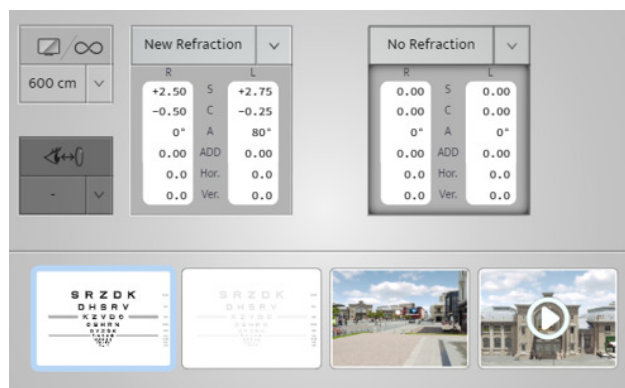 600 cm
-
New Refraction
R L
+2.50 S +2.75
-0.50 C -0.25
0° A 80°
0.00 ADD 0.00
0.0 Hor. 0.0
0.0 Ver. 0.0
No Refraction
R L
0.00 S 0.00
0.00 C 0.00
0° A 0°
0.00 ADD 0.00
0.0 Hor. 0.0
0.0 Ver. 0.0
SRZDK
DHSRV
KZVDC
SRZDK
DHSRV